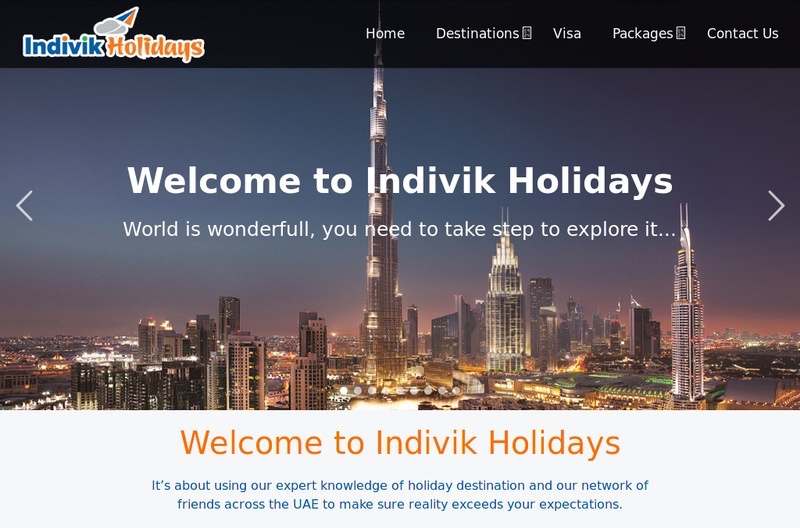 Indivik Holidays
Home Destinations Visa Packages Contact Us
Welcome to Indivik Holidays
World is wonderfull, you need to take step to explore it...
Welcome to Indivik Holidays
It’s about using our expert knowledge of holiday destination and our network of
friends across the UAE to make sure reality exceeds your expectations.